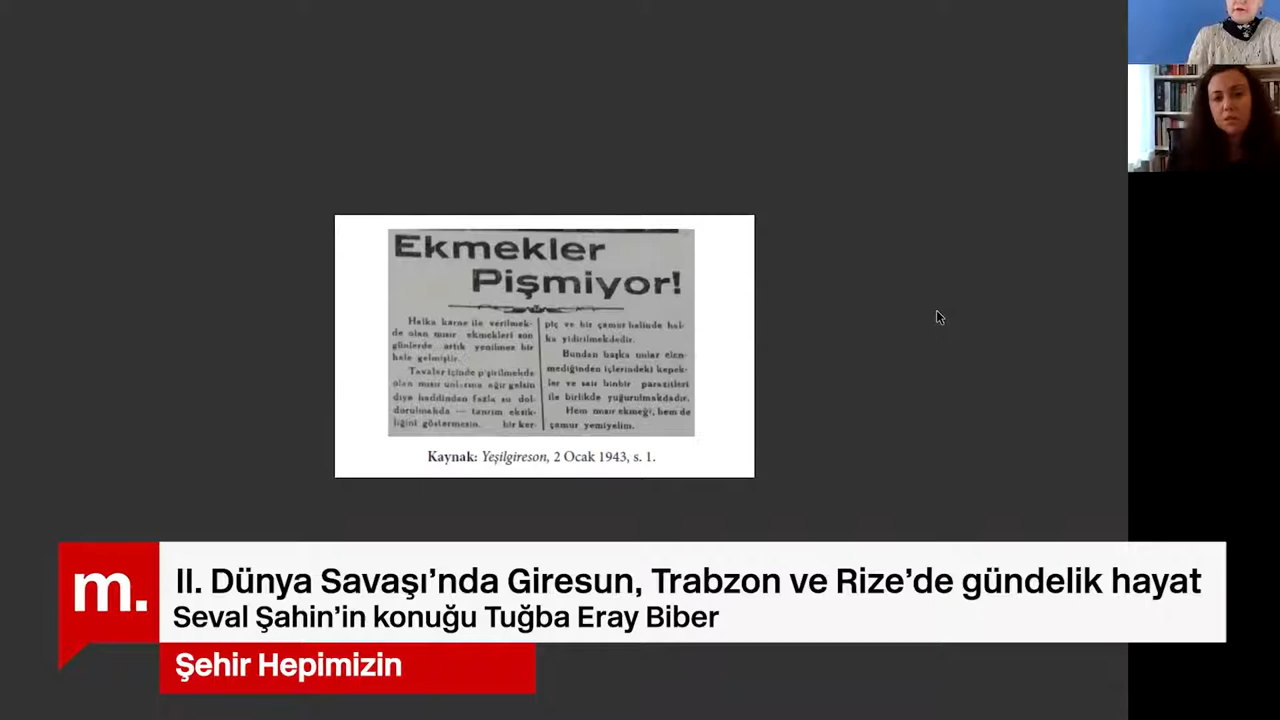 Ekmekler
Pişmiyor!
Halka karne ile verilmek-
de olan mısır ekmekleri son
günlerde artık yenilmez bir
hale gelmiştir.
Tavalar içinde pişirilmekde
olan mısır unlarına ağır gelsin
diye haddinden fazla su dol-
durulmakda — tanrım eksik-
liğini göstermesin. bir ker-
piç ve bir çamur halinde hal-
ka yidirilmekdedir.
Bundan başka unlar elen-
mediğinden içlerindeki kepek-
ler ve sair binbir parazitleri
ile birlikde yuğurulmakdadır.
Hem mısır ekmeği, hem de
çamur yemiyelim.
Kaynak: Yeşilgireson, 2 Ocak 1943, s. 1.
m.
II. Dünya Savaşı’nda Giresun, Trabzon ve Rize’de gündelik hayat
Seval Şahin’in konuğu Tuğba Eray Biber
Şehir Hepimizin